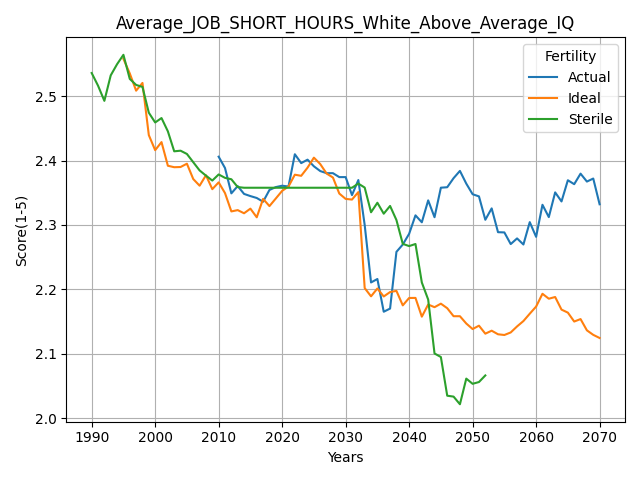 Average_JOB_SHORT_HOURS_White_Above_Average_IQ
Fertility
Actual
Ideal
Sterile
Score(1-5)
2.5
2.4
2.3
2.2
2.1
2.0
1990 2000 2010 2020 2030 2040 2050 2060 2070
Years